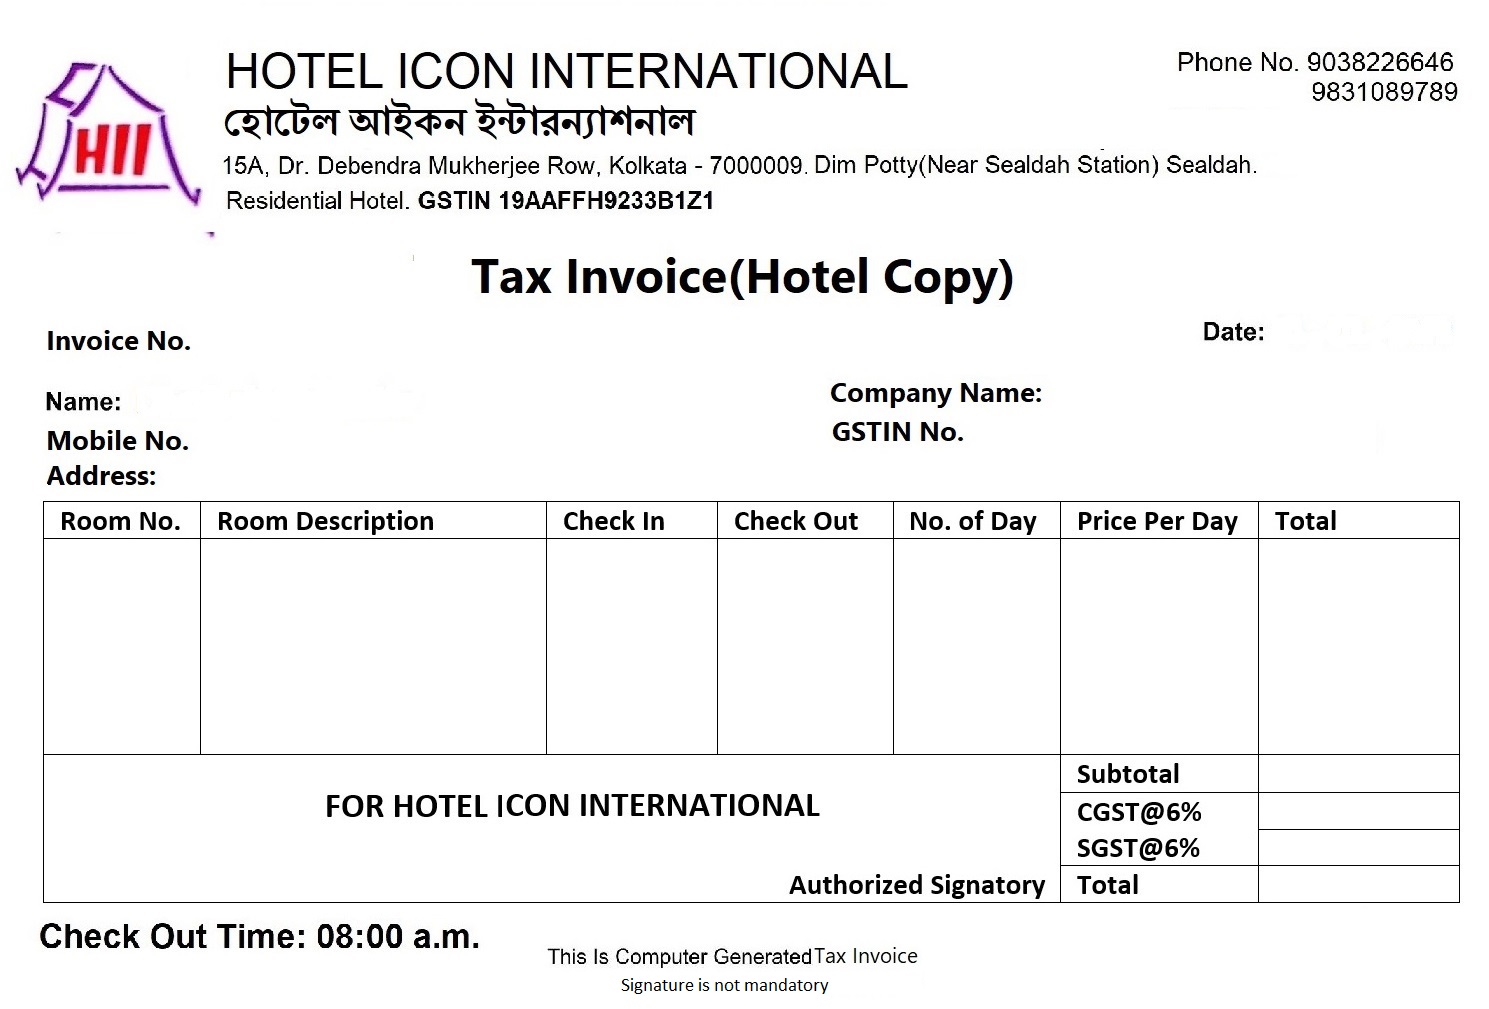 HII
HOTEL ICON INTERNATIONAL
হোটেল আইকন ইন্টারন্যাশনাল
15A, Dr. Debendra Mukherjee Row, Kolkata - 7000009. Dim Potty(Near Sealdah Station) Sealdah.
Residential Hotel. GSTIN 19AAFFH9233B1Z1
Phone No. 9038226646
9831089789
Tax Invoice(Hotel Copy)
Invoice No.
Date:
Name:
Mobile No.
Address:
Company Name:
GSTIN No.
Room No. Room Description Check In Check Out No. of Day Price Per Day Total
Subtotal
FOR HOTEL ICON INTERNATIONAL
CGST@6%
SGST@6%
Authorized Signatory Total
Check Out Time: 08:00 a.m.
This Is Computer Generated Tax Invoice
Signature is not mandatory